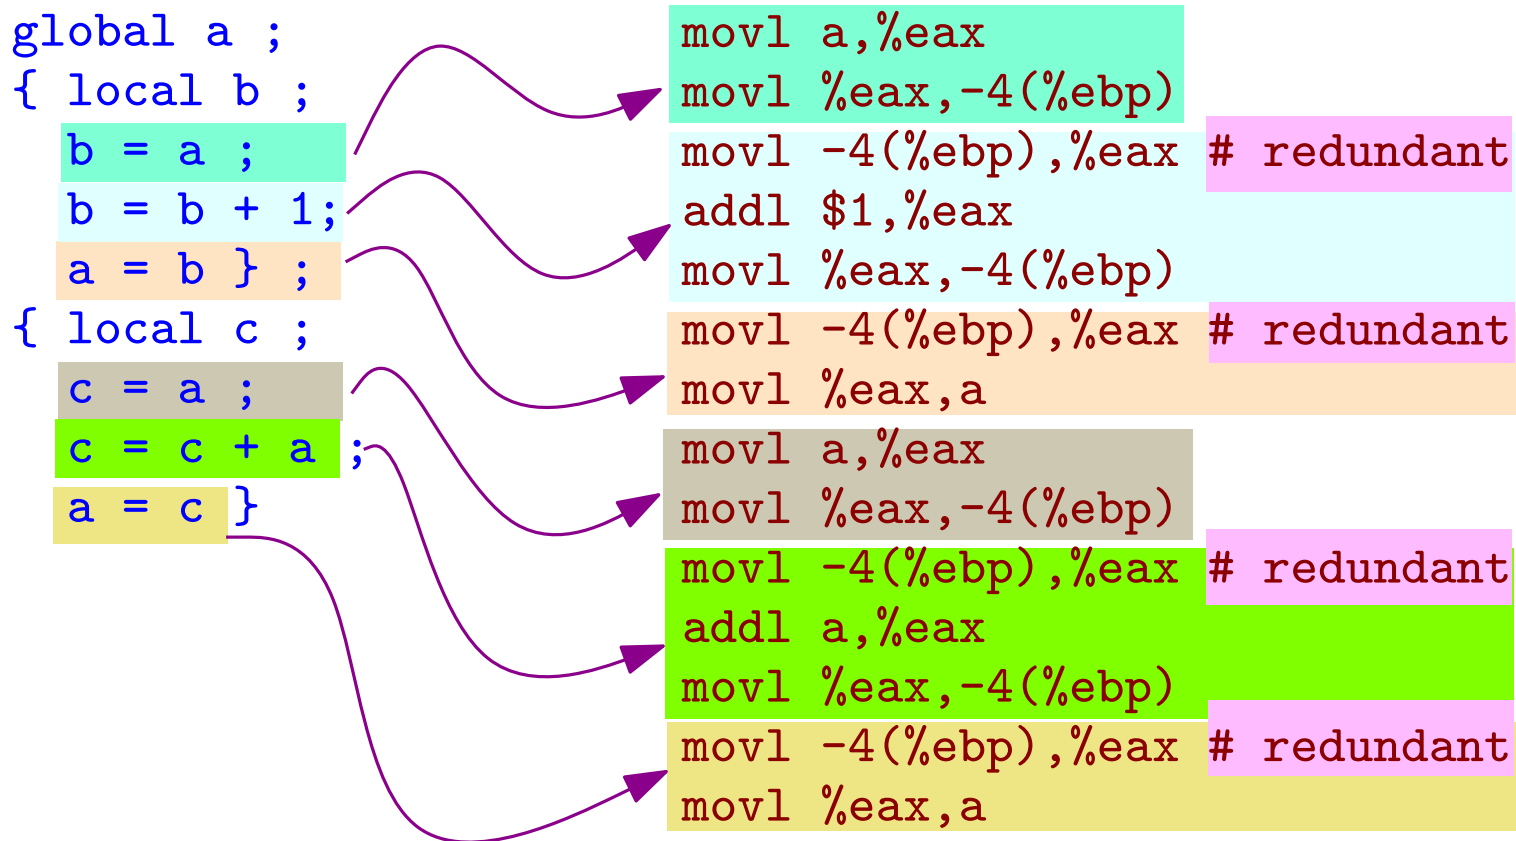 global a ;
{ local b ;
b = a ;
b = b + 1;
a = b } ;
{ local c ;
c = a ;
c = c + a ;
a = c }
movl a,%eax
movl %eax,-4(%ebp)
movl -4(%ebp),%eax # redundant
addl $1,%eax
movl %eax,-4(%ebp)
movl -4(%ebp),%eax # redundant
movl %eax,a
movl a,%eax
movl %eax,-4(%ebp)
movl -4(%ebp),%eax # redundant
addl a,%eax
movl %eax,-4(%ebp)
movl -4(%ebp),%eax # redundant
movl %eax,a